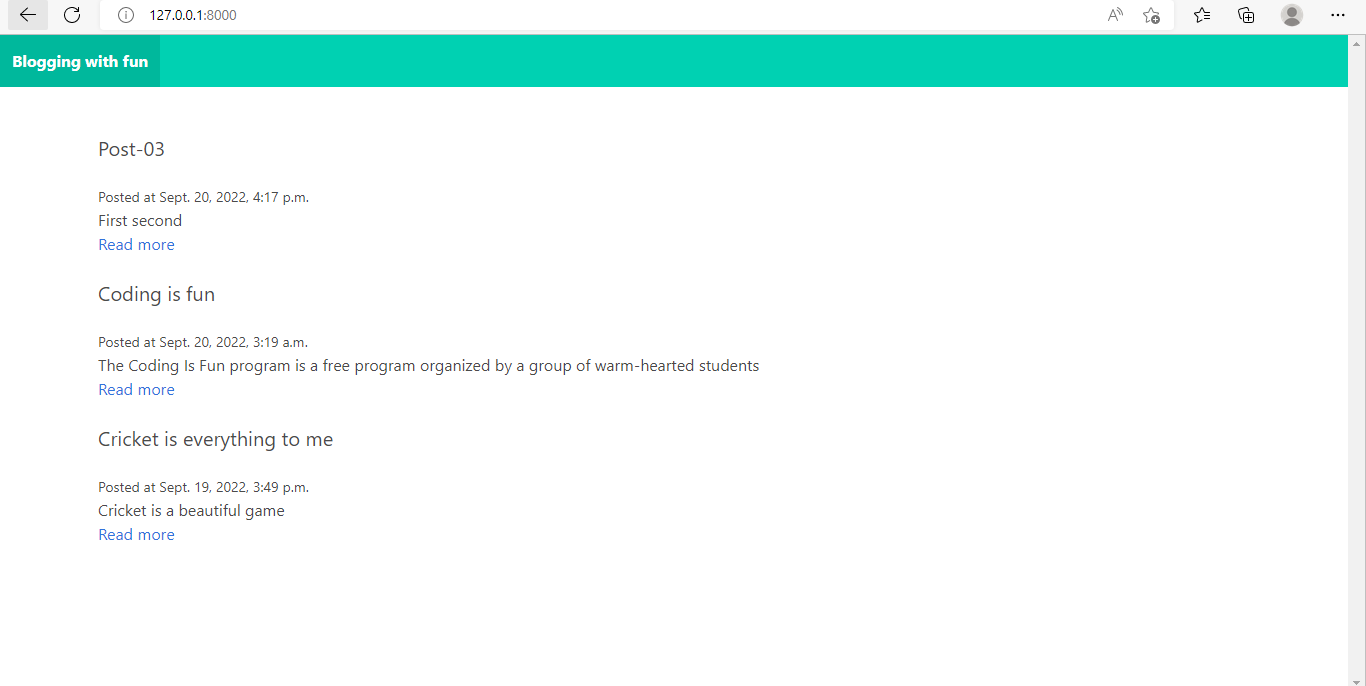 127.0.0.1:8000
Blogging with fun
Post-03
Posted at Sept. 20, 2022, 4:17 p.m.
First second
Read more
Coding is fun
Posted at Sept. 20, 2022, 3:19 a.m.
The Coding Is Fun program is a free program organized by a group of warm-hearted students
Read more
Cricket is everything to me
Posted at Sept. 19, 2022, 3:49 p.m.
Cricket is a beautiful game
Read more